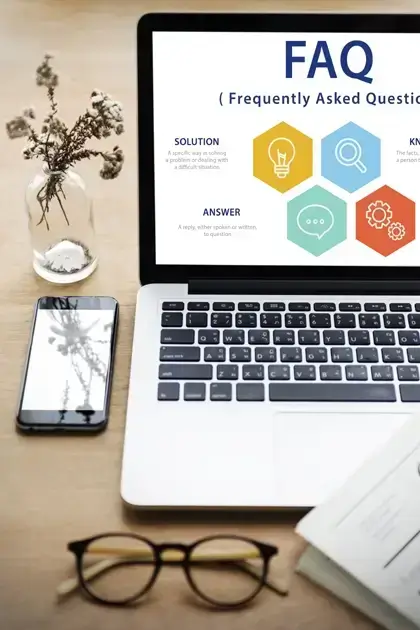 FAQ
( Frequently Asked Questio
SOLUTION
A specific way in solving
a problem or dealing with
a difficult situation.
KN
The facts,
a person
ANSWER
A reply, either spoken or written,
to question